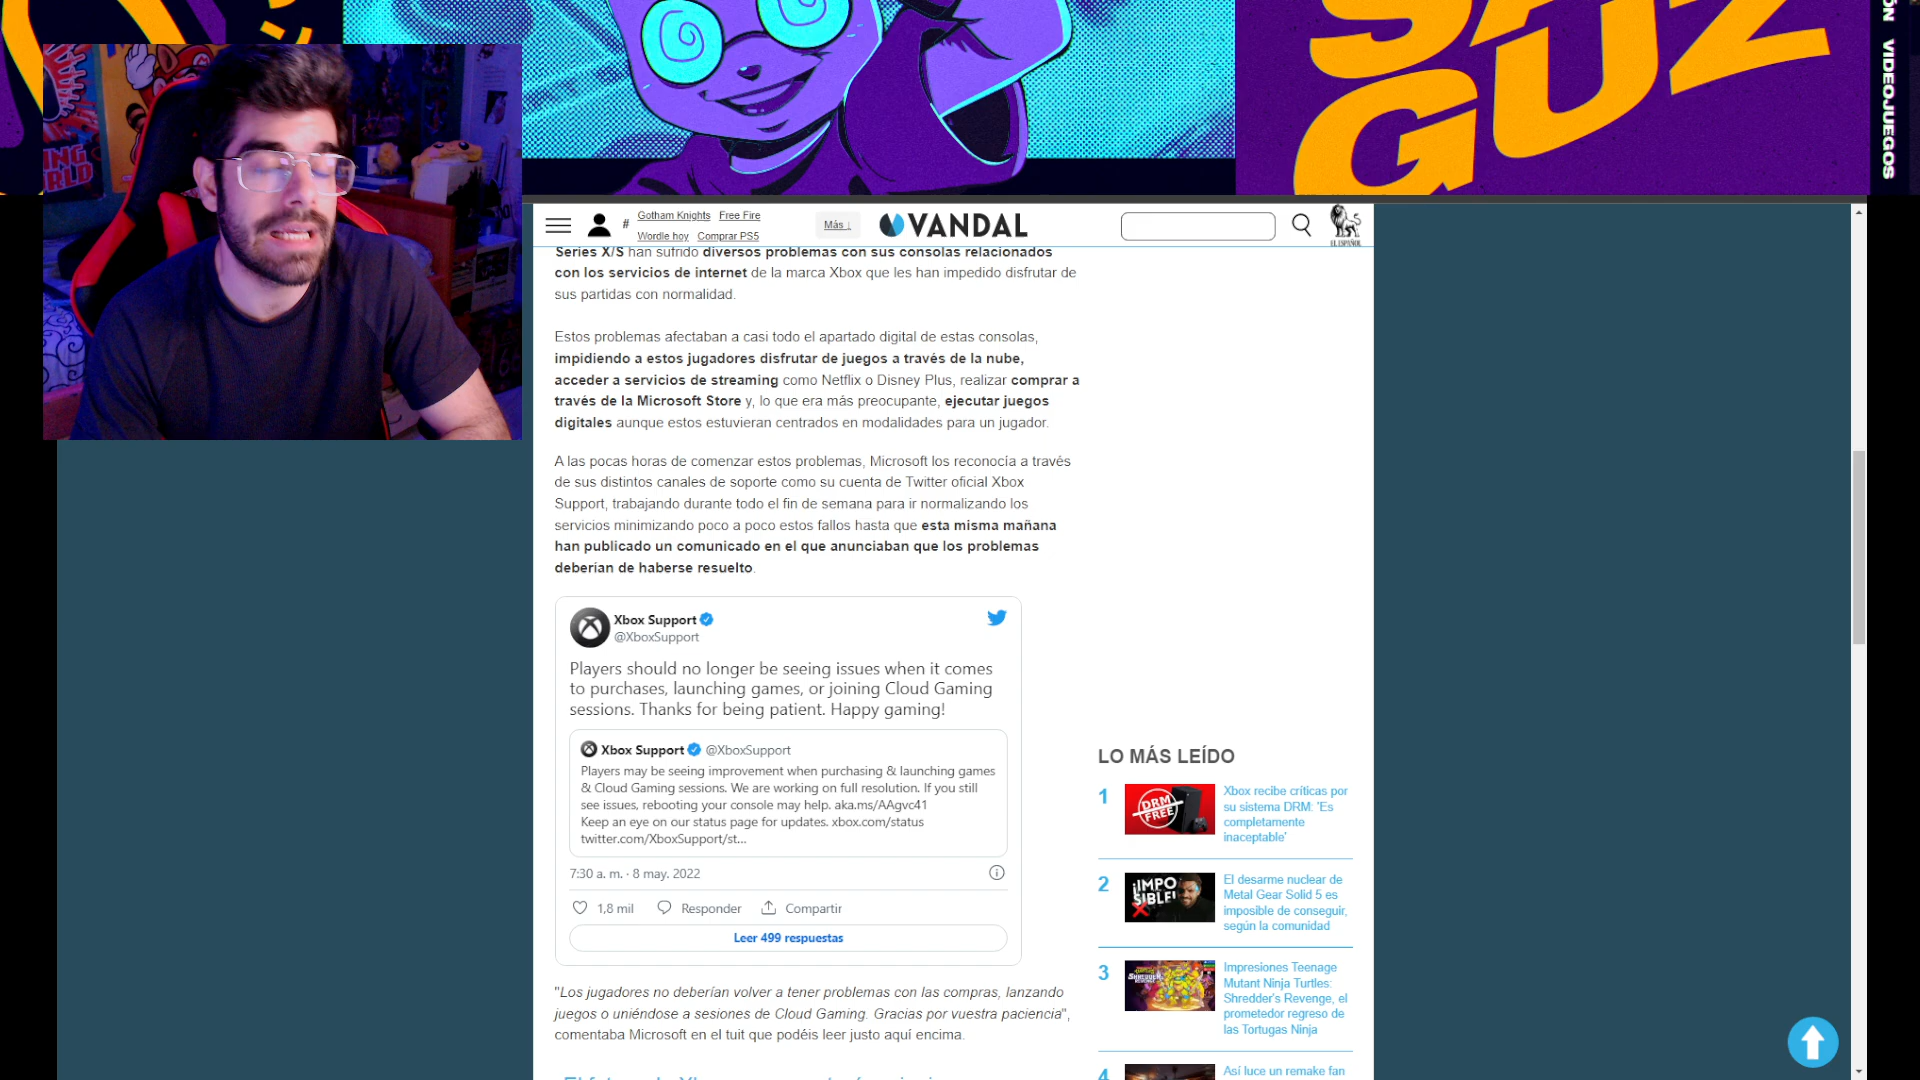 GUZ
VIDEOJUEGOS
#
Gotham Knights Free Fire
Wordle hoy Comprar PS5
Más ↓
VANDAL
EL ESPAÑOL
Series X/S han sufrido diversos problemas con sus consolas relacionados
con los servicios de internet de la marca Xbox que les han impedido disfrutar de
sus partidas con normalidad.
Estos problemas afectaban a casi todo el apartado digital de estas consolas,
impidiendo a estos jugadores disfrutar de juegos a través de la nube,
acceder a servicios de streaming como Netflix o Disney Plus, realizar comprar a
través de la Microsoft Store y, lo que era más preocupante, ejecutar juegos
digitales aunque estos estuvieran centrados en modalidades para un jugador.
A las pocas horas de comenzar estos problemas, Microsoft los reconocía a través
de sus distintos canales de soporte como su cuenta de Twitter oficial Xbox
Support, trabajando durante todo el fin de semana para ir normalizando los
servicios minimizando poco a poco estos fallos hasta que esta misma mañana
han publicado un comunicado en el que anunciaban que los problemas
deberían de haberse resuelto.
Xbox Support
@XboxSupport
Players should no longer be seeing issues when it comes
to purchases, launching games, or joining Cloud Gaming
sessions. Thanks for being patient. Happy gaming!
Xbox Support @XboxSupport
Players may be seeing improvement when purchasing & launching games
& Cloud Gaming sessions. We are working on full resolution. If you still
see issues, rebooting your console may help. aka.ms/AAgvc41
Keep an eye on our status page for updates. xbox.com/status
twitter.com/XboxSupport/st...
7:30 a. m. · 8 may. 2022
1,8 mil Responder Compartir
Leer 499 respuestas
"Los jugadores no deberían volver a tener problemas con las compras, lanzando
juegos o uniéndose a sesiones de Cloud Gaming. Gracias por vuestra paciencia",
comentaba Microsoft en el tuit que podéis leer justo aquí encima.
LO MÁS LEÍDO
1
DRM
FREE
Xbox recibe críticas por
su sistema DRM: 'Es
completamente
inaceptable'
2
¡IMPO
SIBLE!
El desarme nuclear de
Metal Gear Solid 5 es
imposible de conseguir,
según la comunidad
3
Impresiones Teenage
Mutant Ninja Turtles:
Shredder's Revenge, el
prometedor regreso de
las Tortugas Ninja
4
Así luce un remake fan